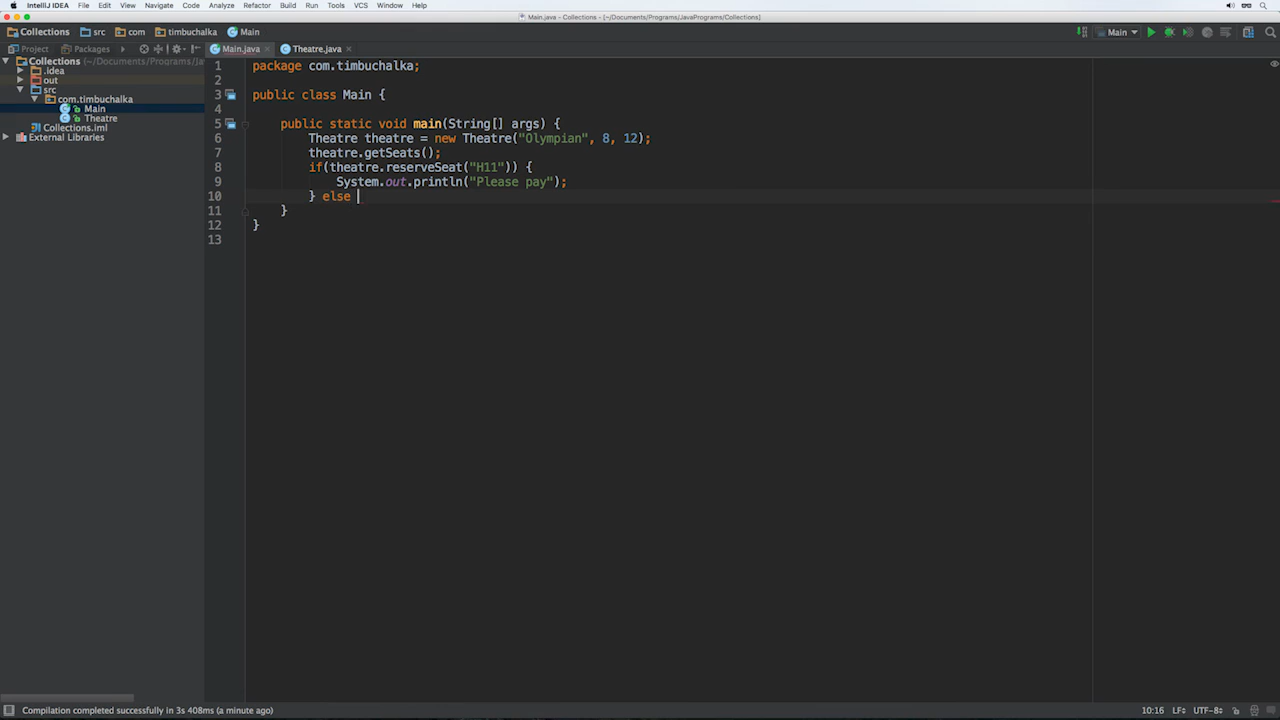 IntelliJ IDEA File Edit View Navigate Code Analyze Refactor Build Run Tools VCS Window Help
Main.java - Collections - [~/Documents/Programs/JavaPrograms/Collections]
Collections src com timbuchalka Main Main
Project Packages Main.java Theatre.java
Collections (~/Documents/Programs/Ja
.idea
out
src
com.timbuchalka
Main
Theatre
Collections.iml
External Libraries
1 package com.timbuchalka;
2
3 public class Main {
4
5 public static void main(String[] args) {
6 Theatre theatre = new Theatre("Olympian", 8, 12);
7 theatre.getSeats();
8 if(theatre.reserveSeat("H11")) {
9 System.out.println("Please pay");
10 } else
11 }
12 }
13
Compilation completed successfully in 3s 408ms (a minute ago) 10:16 LF UTF-8